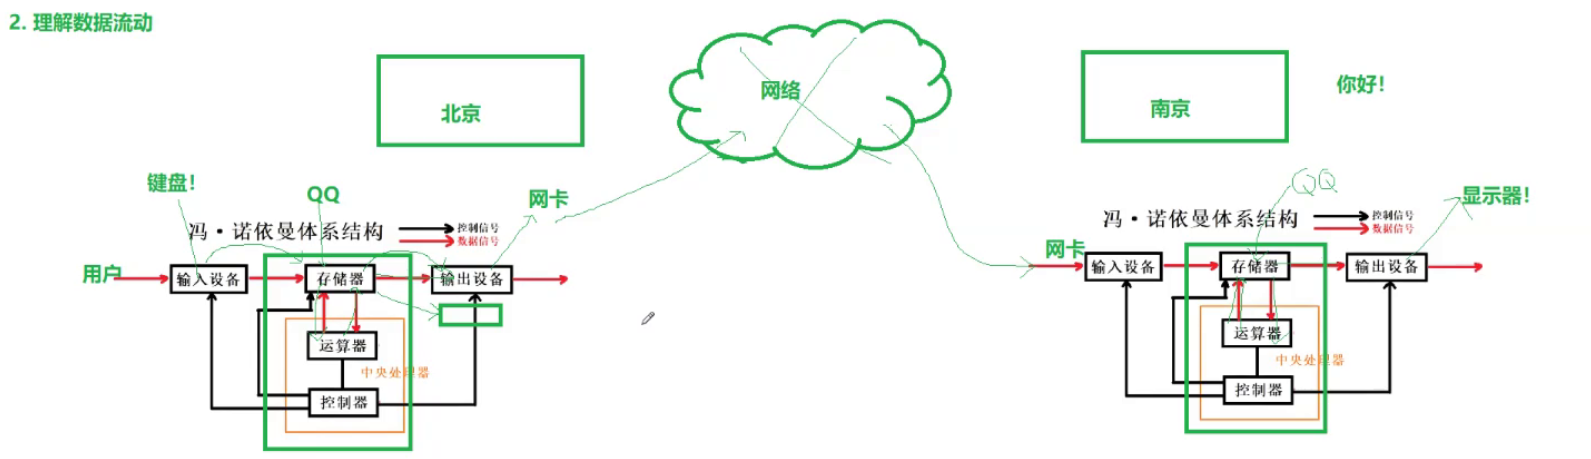 2. 理解数据流动
北京
网络
南京
你好!
键盘!
QQ
网卡
冯·诺依曼体系结构
控制信号
数据信号
用户
输入设备
存储器
输出设备
运算器
中央处理器
控制器
QQ
显示器!
冯·诺依曼体系结构
控制信号
数据信号
网卡
输入设备
存储器
输出设备
运算器
中央处理器
控制器